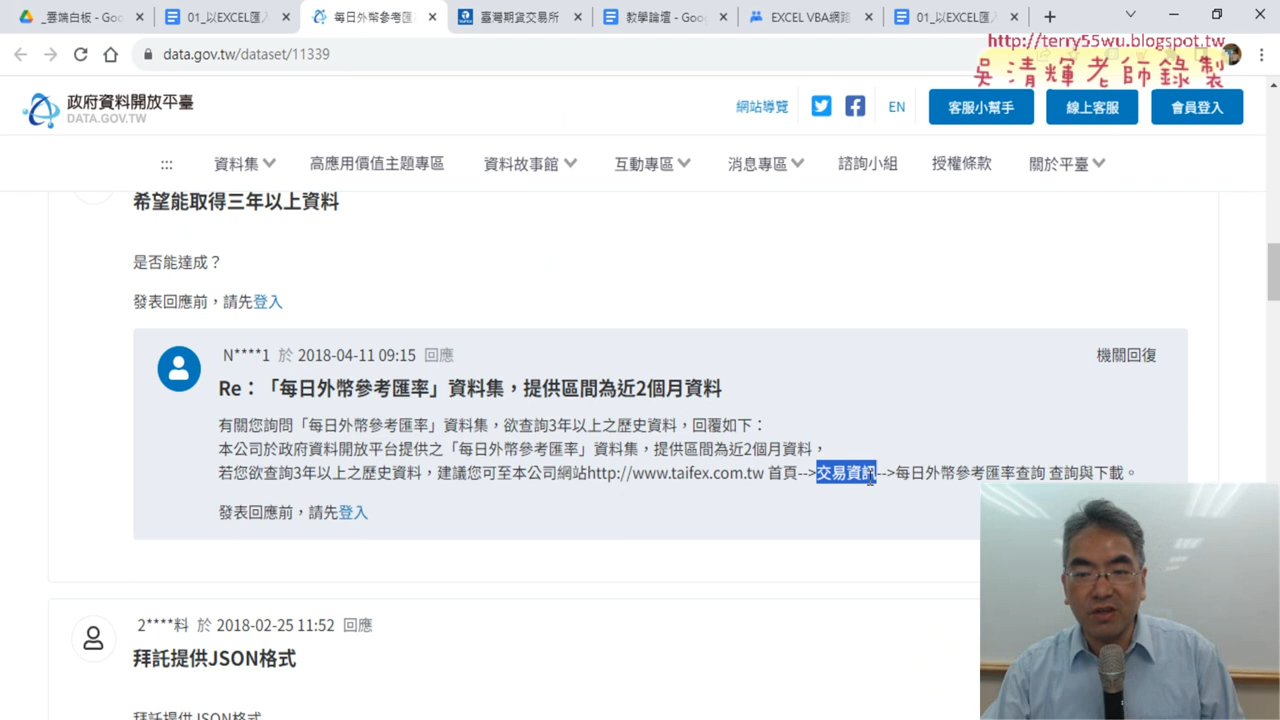 _雲端白板 - Goo
01_以EXCEL匯入
每日外幣參考匯
臺灣期貨交易所
教學論壇 - Goog
EXCEL VBA網路
01_以EXCEL匯入
data.gov.tw/dataset/11339
http://terry55wu.blogspot.tw
吳清輝老師錄製
政府資料開放平臺
DATA.GOV.TW
網站導覽
EN
客服小幫手
線上客服
會員登入
:::
資料集
高應用價值主題專區
資料故事館
互動專區
消息專區
諮詢小組
授權條款
關於平臺
希望能取得三年以上資料
是否能達成？
發表回應前，請先登入
N****1 於 2018-04-11 09:15 回應
機關回復
Re：「每日外幣參考匯率」資料集，提供區間為近2個月資料
有關您詢問「每日外幣參考匯率」資料集，欲查詢3年以上之歷史資料，回覆如下：
本公司於政府資料開放平台提供之「每日外幣參考匯率」資料集，提供區間為近2個月資料，
若您欲查詢3年以上之歷史資料，建議您可至本公司網站http://www.taifex.com.tw 首頁-->交易資訊-->每日外幣參考匯率查詢 查詢與下載。
發表回應前，請先登入
2****料 於 2018-02-25 11:52 回應
拜託提供JSON格式
拜託提供JSON格式